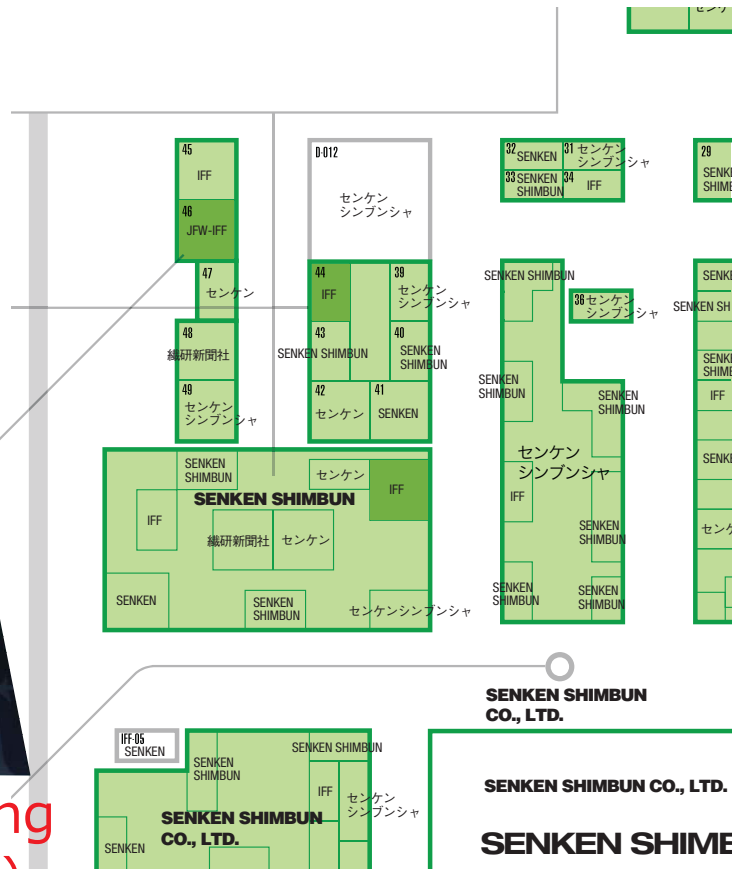 45
IFF
46
JFW-IFF
47
センケン
48
繊研新聞社
49
センケン
シンブンシャ
D-012
センケン
シンブンシャ
44
IFF
39
センケン
シンブンシャ
43
SENKEN SHIMBUN
40
SENKEN
SHIMBUN
42
センケン
41
SENKEN
32
SENKEN
31
センケン
シンブンシャ
33
SENKEN
SHIMBUN
34
IFF
29
SENKEN SHIMBUN
36
センケン
シンブンシャ
SENKEN
SHIMBUN
SENKEN
SHIMBUN
センケン
シンブンシャ
IFF
SENKEN
SHIMBUN
SENKEN
SHIMBUN
SENKEN
SHIMBUN
SENKEN SH
IFF
SENKEN
SHIMBUN
センケン
IFF
SENKEN SHIMBUN
IFF
繊研新聞社
センケン
SENKEN
SENKEN
SHIMBUN
センケンシンブンシャ
SENKEN SHIMBUN
CO., LTD.
IFF-05
SENKEN
SENKEN
SHIMBUN
SENKEN SHIMBUN
IFF
センケン
シンブンシャ
SENKEN SHIMBUN
CO., LTD.
SENKEN
SENKEN SHIMBUN CO., LTD.
SENKEN SHIMB
ng